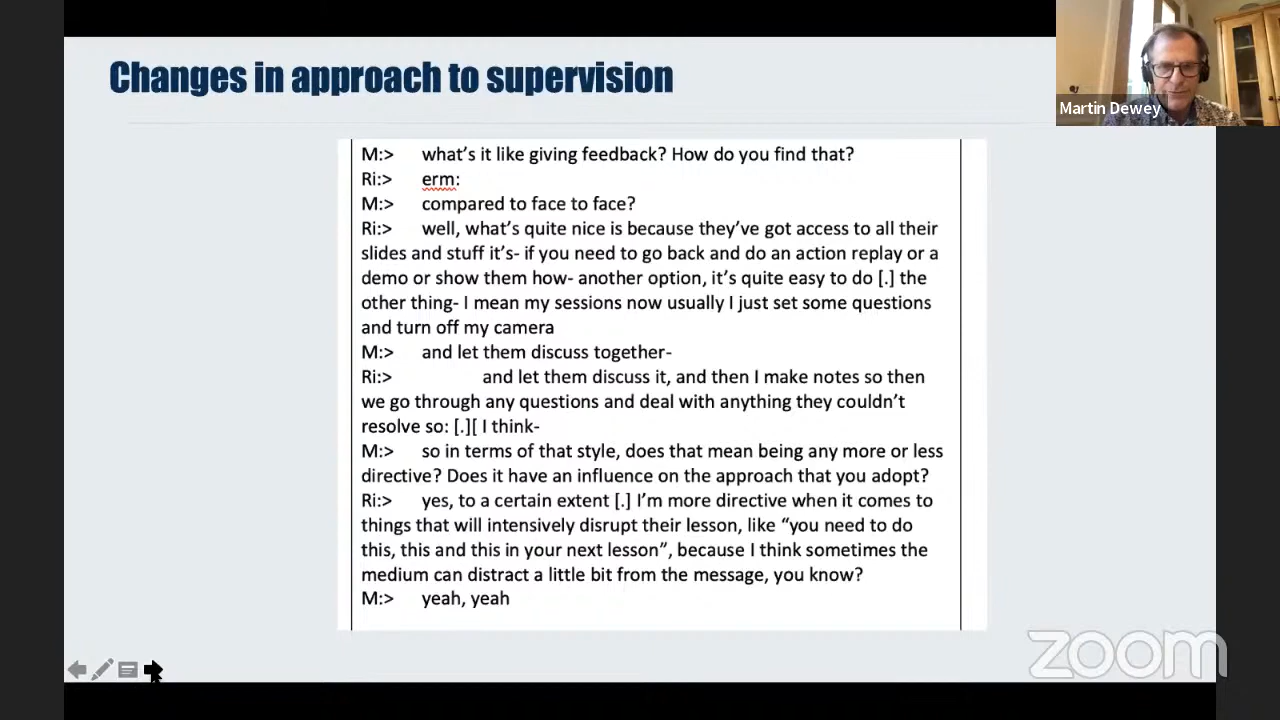 Changes in approach to supervision
Martin Dewey
M:> what's it like giving feedback? How do you find that?
Ri:> erm:
M:> compared to face to face?
Ri:> well, what's quite nice is because they've got access to all their
slides and stuff it's- if you need to go back and do an action replay or a
demo or show them how- another option, it's quite easy to do [.] the
other thing- I mean my sessions now usually I just set some questions
and turn off my camera
M:> and let them discuss together-
Ri:> and let them discuss it, and then I make notes so then
we go through any questions and deal with anything they couldn't
resolve so: [.][ I think-
M:> so in terms of that style, does that mean being any more or less
directive? Does it have an influence on the approach that you adopt?
Ri:> yes, to a certain extent [.] I'm more directive when it comes to
things that will intensively disrupt their lesson, like "you need to do
this, this and this in your next lesson", because I think sometimes the
medium can distract a little bit from the message, you know?
M:> yeah, yeah
zoom